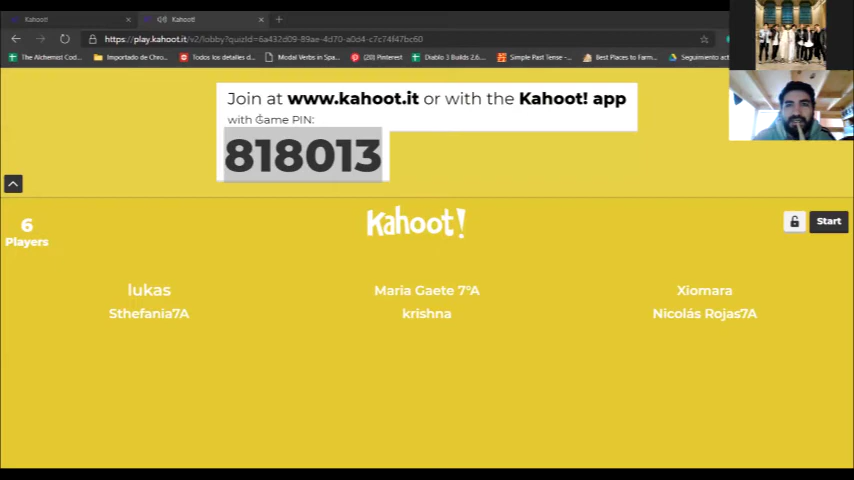 Kahoot!
Kahoot!
https://play.kahoot.it/v2/lobby?quizId=6a432d09-89ae-4d70-a0d4-c7c74f47bc60
The Alchemist Cod...
Importado de Chro...
Todos los detalles d...
Modal Verbs in Spa...
(20) Pinterest
Diablo 3 Builds 2.6....
Simple Past Tense -...
Best Places to Farm...
Seguimiento activ
Join at www.kahoot.it or with the Kahoot! app
with Game PIN:
818013
6
Players
Kahoot!
Start
lukas
Maria Gaete 7°A
Xiomara
Sthefania7A
krishna
Nicolás Rojas7A